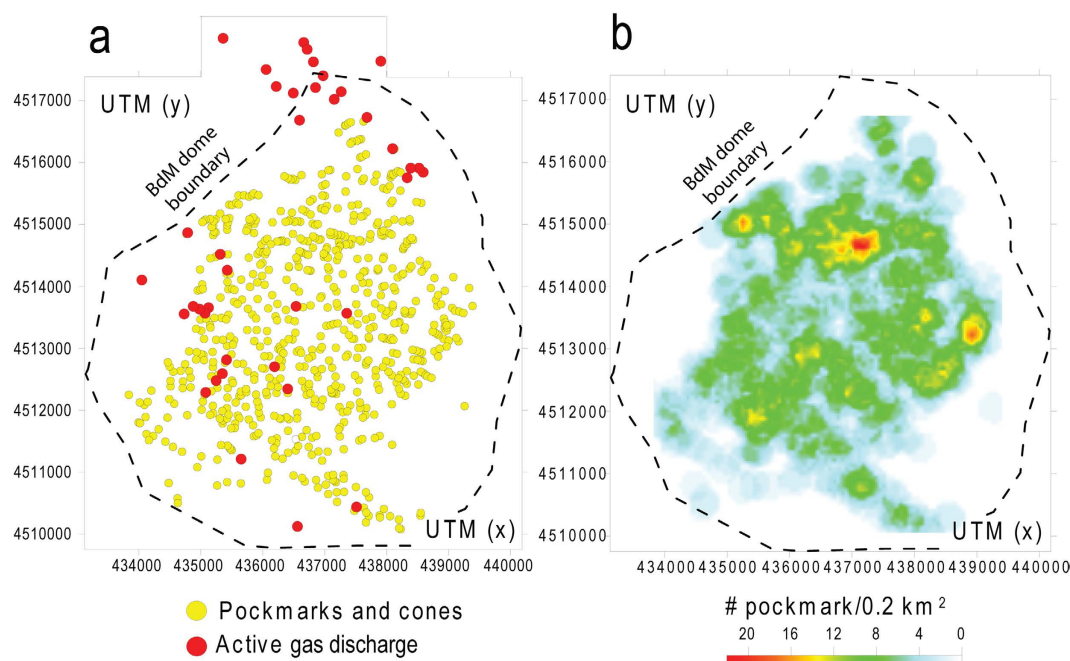 a
UTM (y)
BdM dome
boundary
4517000
4516000
4515000
4514000
4513000
4512000
4511000
4510000
UTM (x)
434000 435000 436000 437000 438000 439000 440000
Pockmarks and cones
Active gas discharge
b
UTM (y)
BdM dome
boundary
4517000
4516000
4515000
4514000
4513000
4512000
4511000
4510000
UTM (x)
434000 435000 436000 437000 438000 439000 440000
# pockmark/0.2 km²
20 16 12 8 4 0